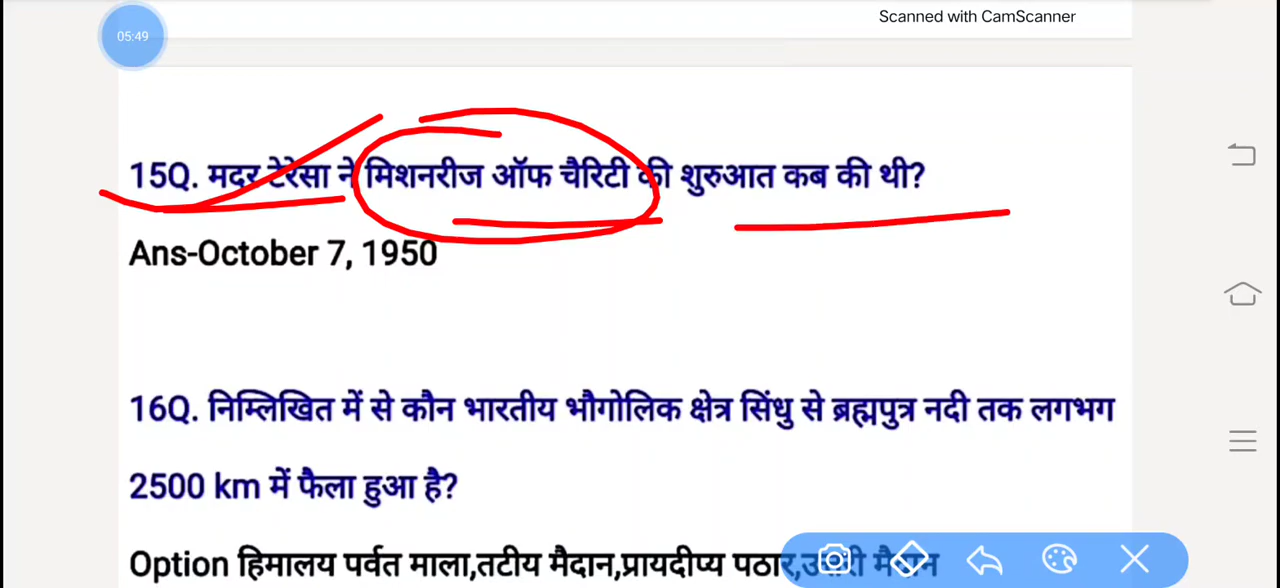 Scanned with CamScanner
05:49
15Q. मदर टेरेसा ने मिशनरीज ऑफ चैरिटी की शुरुआत कब की थी?
Ans-October 7, 1950
16Q. निम्लिखित में से कौन भारतीय भौगोलिक क्षेत्र सिंधु से ब्रह्मपुत्र नदी तक लगभग
2500 km में फैला हुआ है?
Option हिमालय पर्वत माला,तटीय मैदान,प्रायदीप्य पठार, मैदान